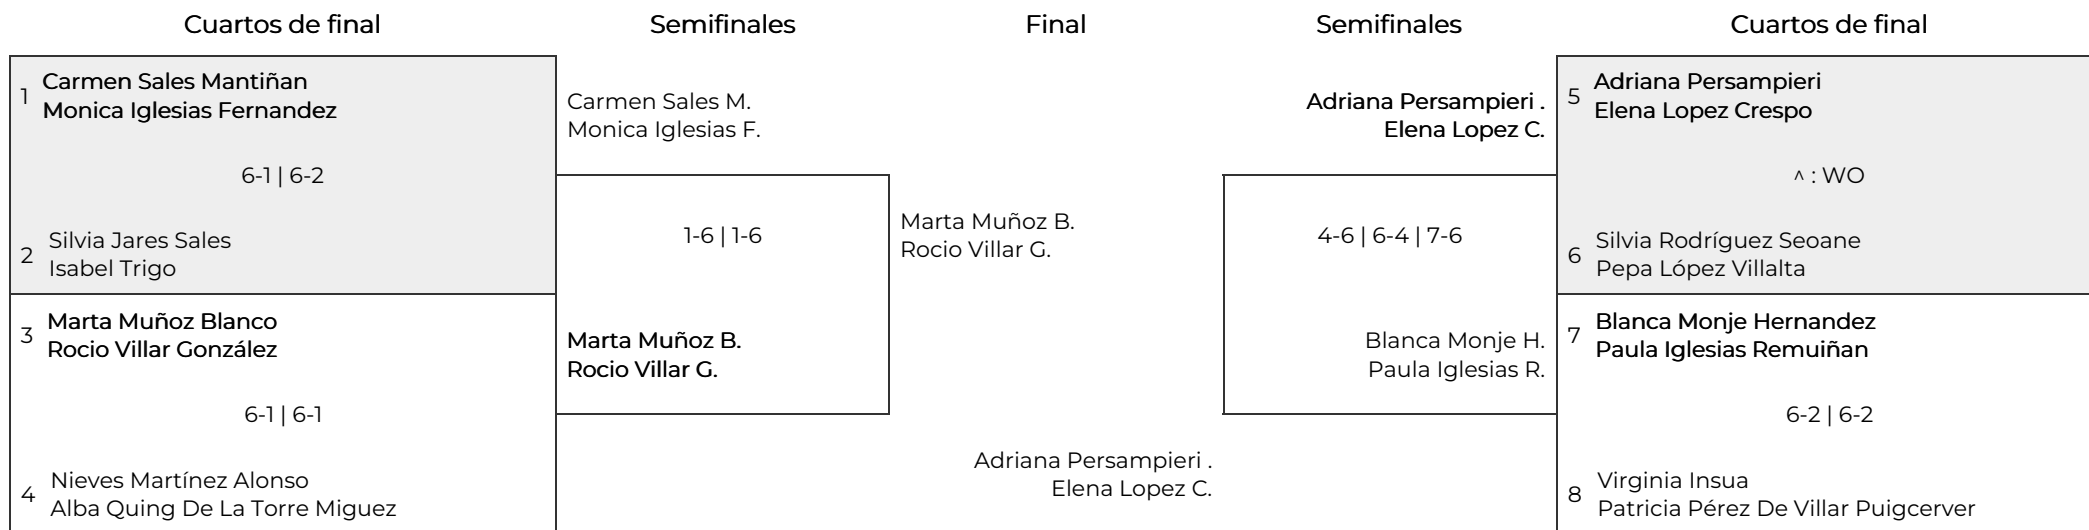 Cuartos de final
Semifinales
Final
Semifinales
Cuartos de final
1
Carmen Sales Mantiñan
Monica Iglesias Fernandez
6-1 | 6-2
2
Silvia Jares Sales
Isabel Trigo
3
Marta Muñoz Blanco
Rocio Villar González
6-1 | 6-1
4
Nieves Martínez Alonso
Alba Quing De La Torre Miguez
Carmen Sales M.
Monica Iglesias F.
1-6 | 1-6
Marta Muñoz B.
Rocio Villar G.
Marta Muñoz B.
Rocio Villar G.
Adriana Persampieri .
Elena Lopez C.
Adriana Persampieri .
Elena Lopez C.
4-6 | 6-4 | 7-6
Blanca Monje H.
Paula Iglesias R.
5
Adriana Persampieri
Elena Lopez Crespo
^ : WO
6
Silvia Rodríguez Seoane
Pepa López Villalta
7
Blanca Monje Hernandez
Paula Iglesias Remuiñan
6-2 | 6-2
8
Virginia Insua
Patricia Pérez De Villar Puigcerver